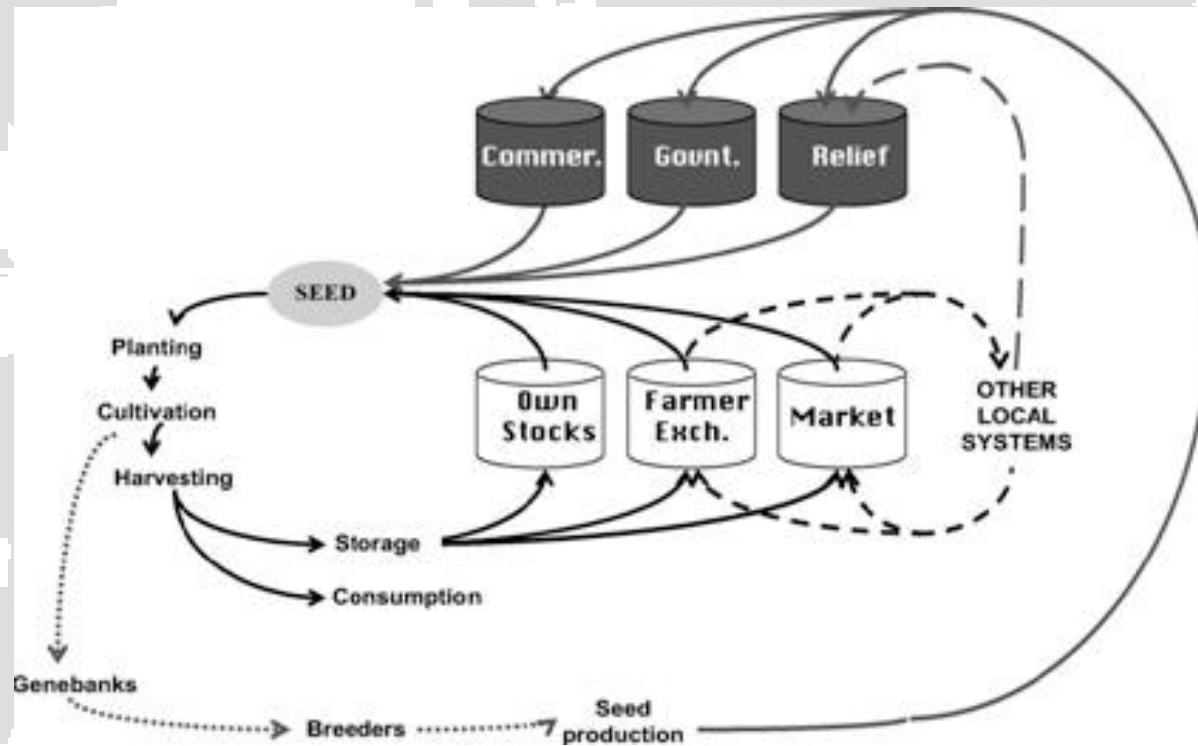 Commer.
Govnt.
Relief
SEED
Planting
Cultivation
Harvesting
Own
Stocks
Farmer
Exch.
Market
OTHER
LOCAL
SYSTEMS
Storage
Consumption
Genebanks
Breeders
Seed
production